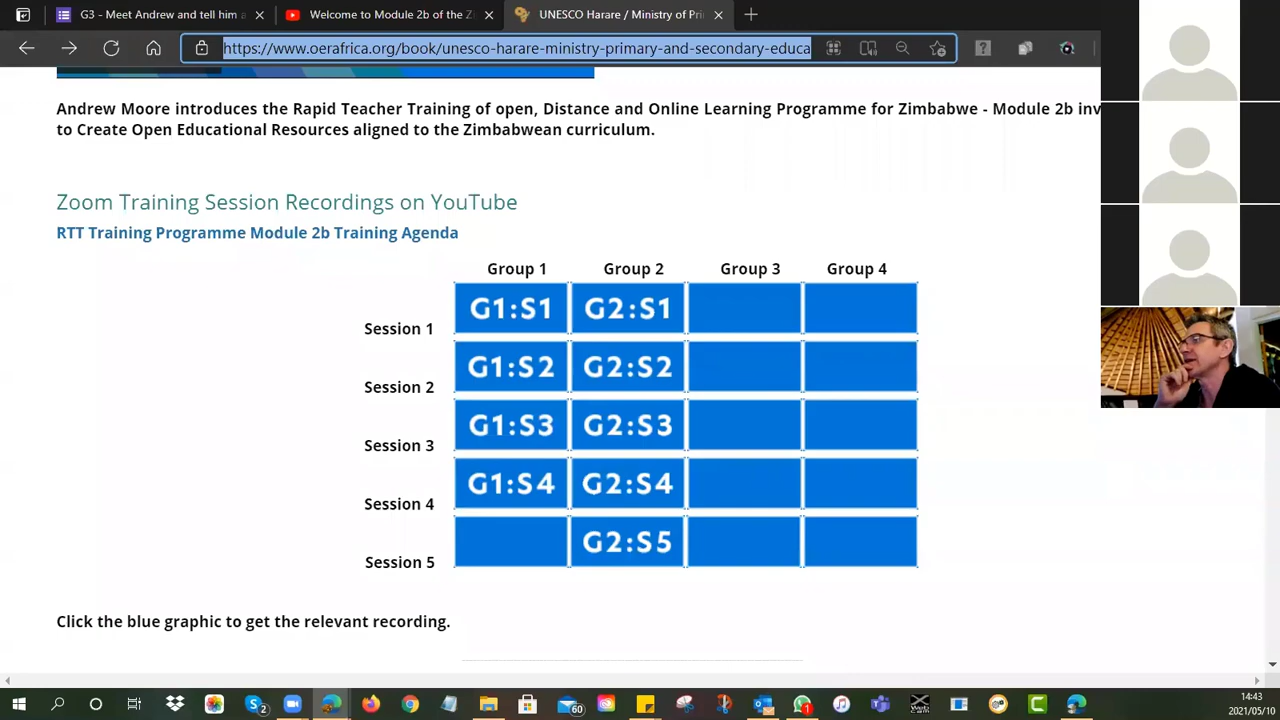 G3 - Meet Andrew and tell him a
Welcome to Module 2b of the Z
UNESCO Harare / Ministry of Pri
https://www.oerafrica.org/book/unesco-harare-ministry-primary-and-secondary-educa
Andrew Moore introduces the Rapid Teacher Training of open, Distance and Online Learning Programme for Zimbabwe - Module 2b inv
to Create Open Educational Resources aligned to the Zimbabwean curriculum.
Zoom Training Session Recordings on YouTube
RTT Training Programme Module 2b Training Agenda
Group 1 Group 2 Group 3 Group 4
Session 1 G1:S1 G2:S1
Session 2 G1:S2 G2:S2
Session 3 G1:S3 G2:S3
Session 4 G1:S4 G2:S4
Session 5 G2:S5
Click the blue graphic to get the relevant recording.
2
60
1
14:43
2021/05/10